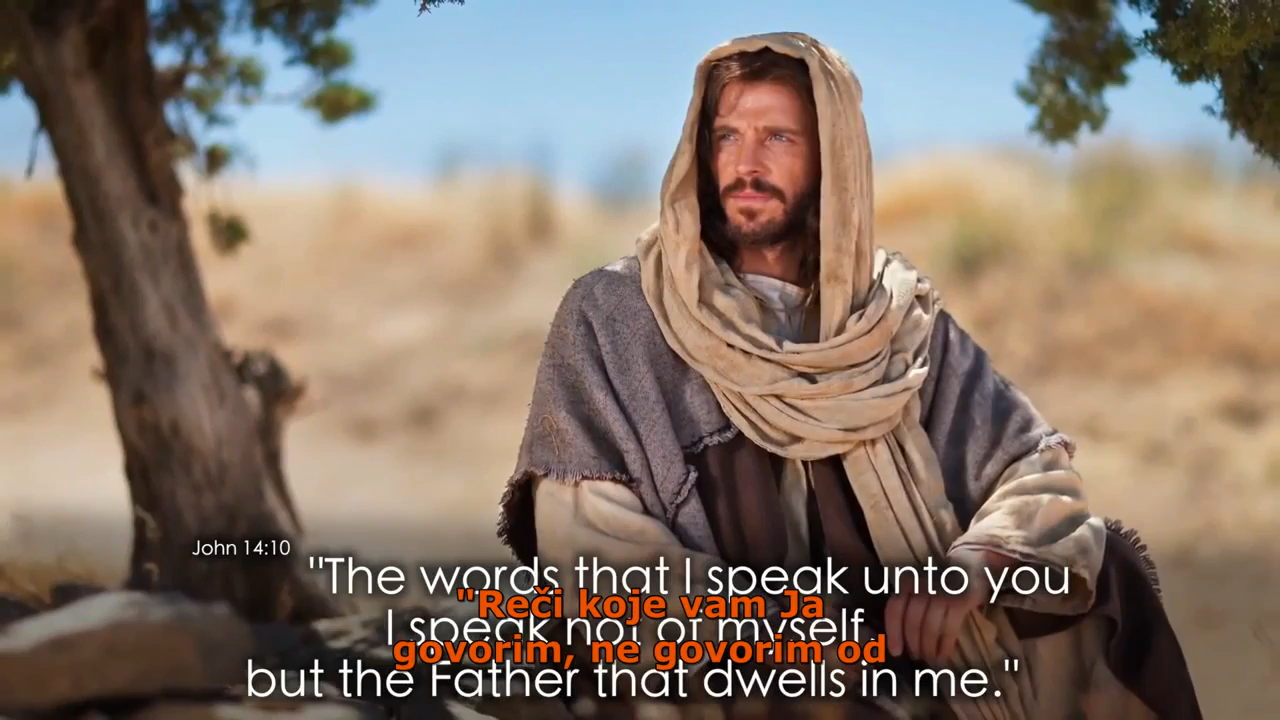 John 14:10
"The words that I speak unto you
"Reči koje vam Ja
I speak not of myself,
govorim, ne govorim od
but the Father that dwells in me."